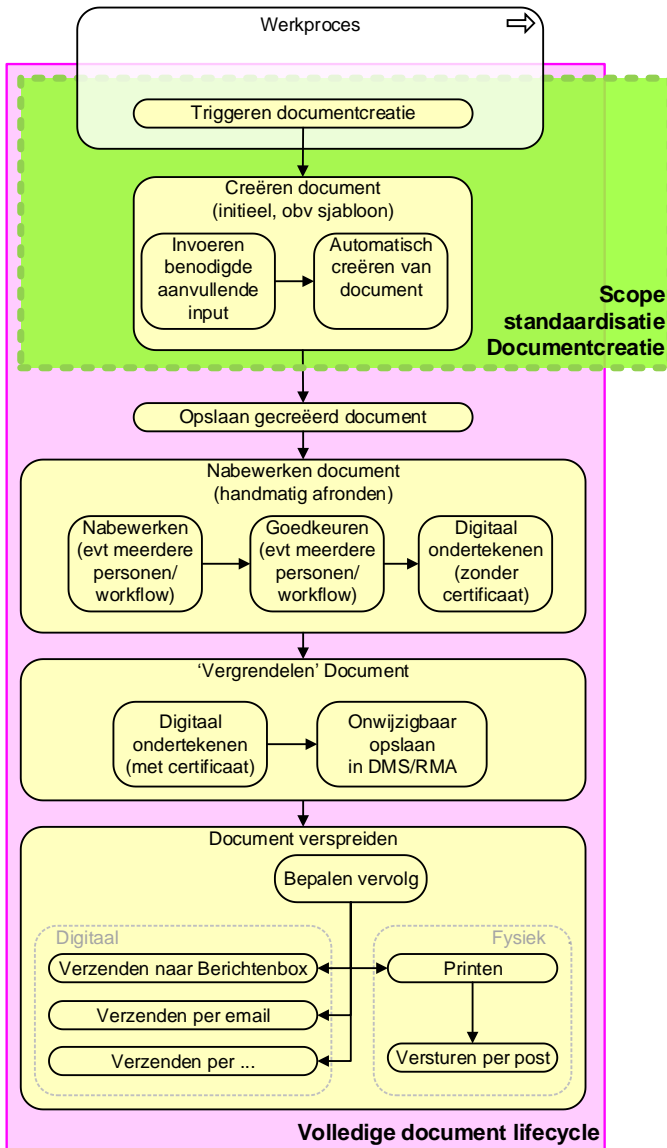 Werkproces
Triggeren documentcreatie
Creëren document
(initieel, obv sjabloon)
Invoeren
benodigde
aanvullende
input
Automatisch
creëren van
document
Scope
standaardisatie
Documentcreatie
Opslaan gecreëerd document
Nabewerken document
(handmatig afronden)
Nabewerken
(evt meerdere
personen/
workflow)
Goedkeuren
(evt meerdere
personen/
workflow)
Digitaal
ondertekenen
(zonder
certificaat)
‘Vergrendelen’ Document
Digitaal
ondertekenen
(met certificaat)
Onwijzigbaar
opslaan
in DMS/RMA
Document verspreiden
Bepalen vervolg
Digitaal
Verzenden naar Berichtenbox
Verzenden per email
Verzenden per ...
Fysiek
Printen
Versturen per post
Volledige document lifecycle